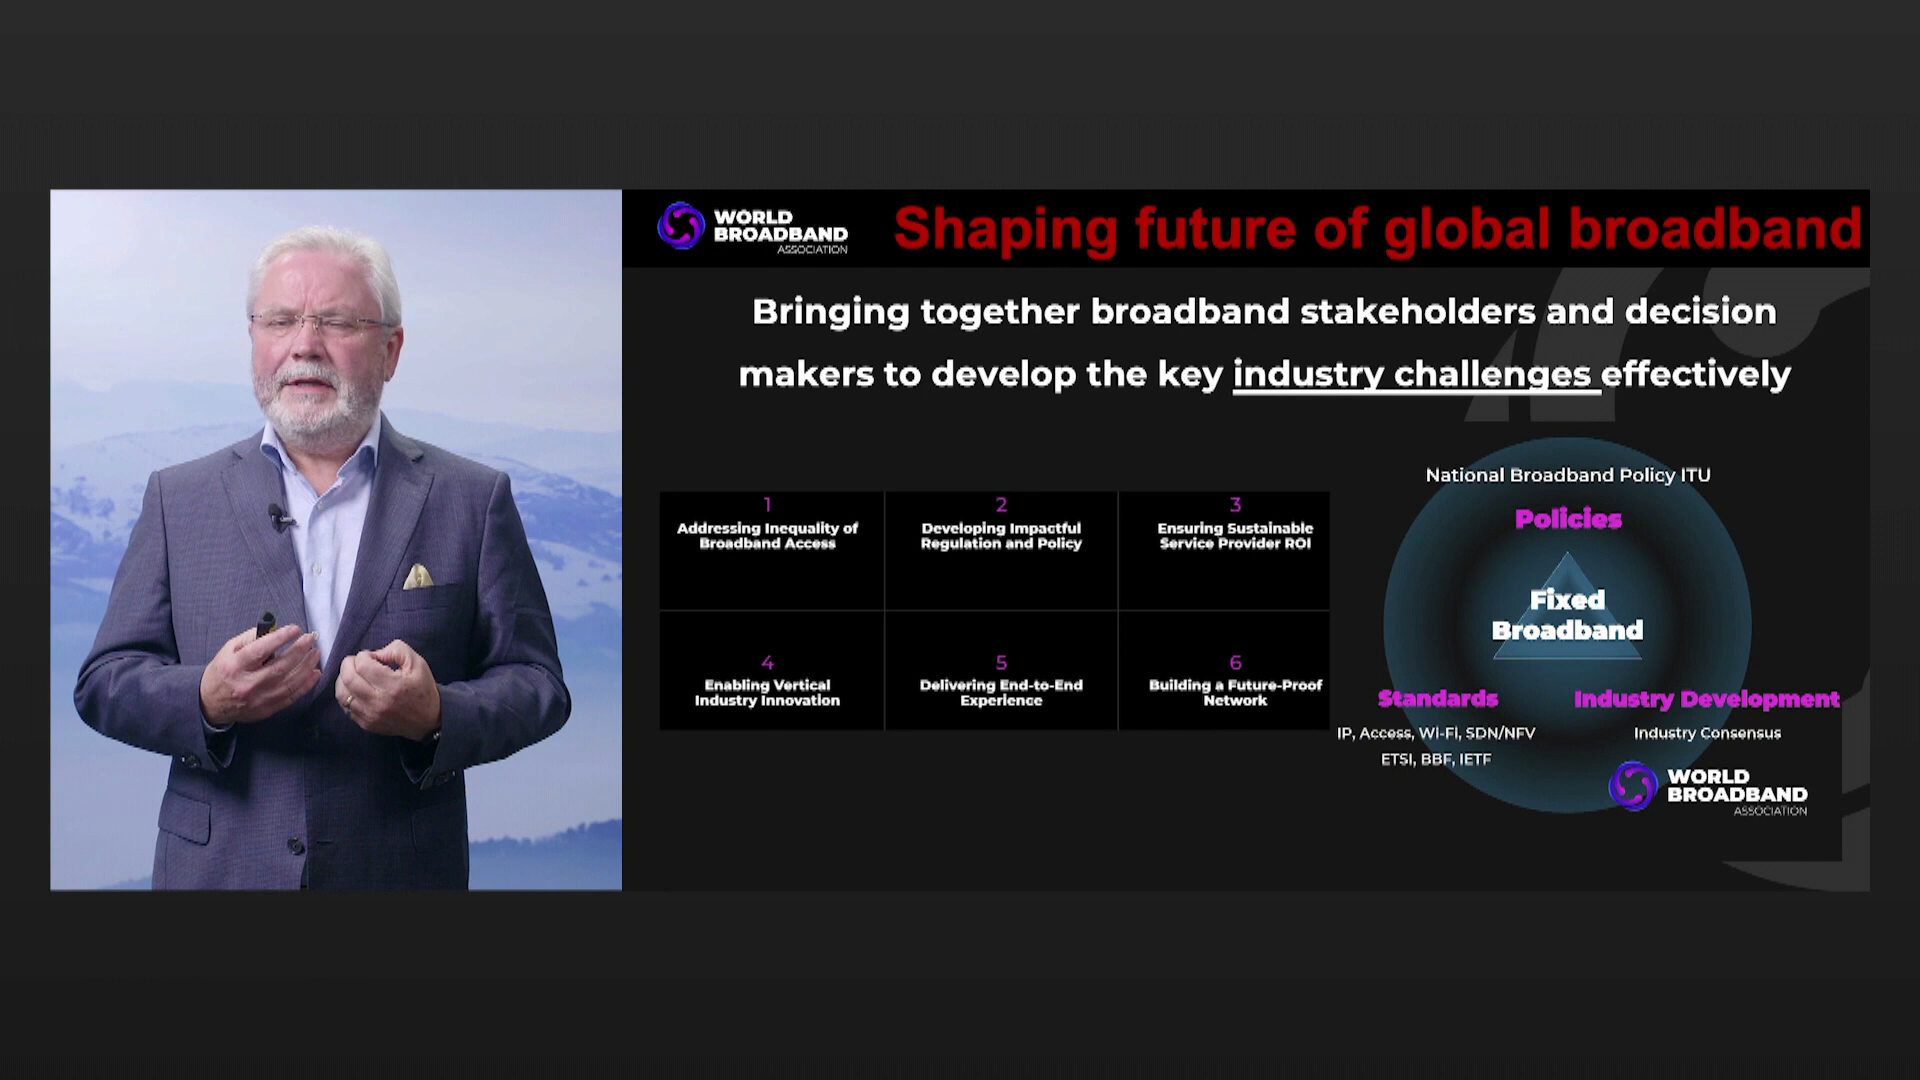 WORLD
BROADBAND
ASSOCIATION
Shaping future of global broadband
Bringing together broadband stakeholders and decision
makers to develop the key industry challenges effectively
1
Addressing Inequality of
Broadband Access
2
Developing Impactful
Regulation and Policy
3
Ensuring Sustainable
Service Provider ROI
4
Enabling Vertical
Industry Innovation
5
Delivering End-to-End
Experience
6
Building a Future-Proof
Network
National Broadband Policy ITU
Policies
Fixed
Broadband
Standards
IP, Access, Wi-Fi, SDN/NFV
ETSI, BBF, IETF
Industry Development
Industry Consensus
WORLD
BROADBAND
ASSOCIATION